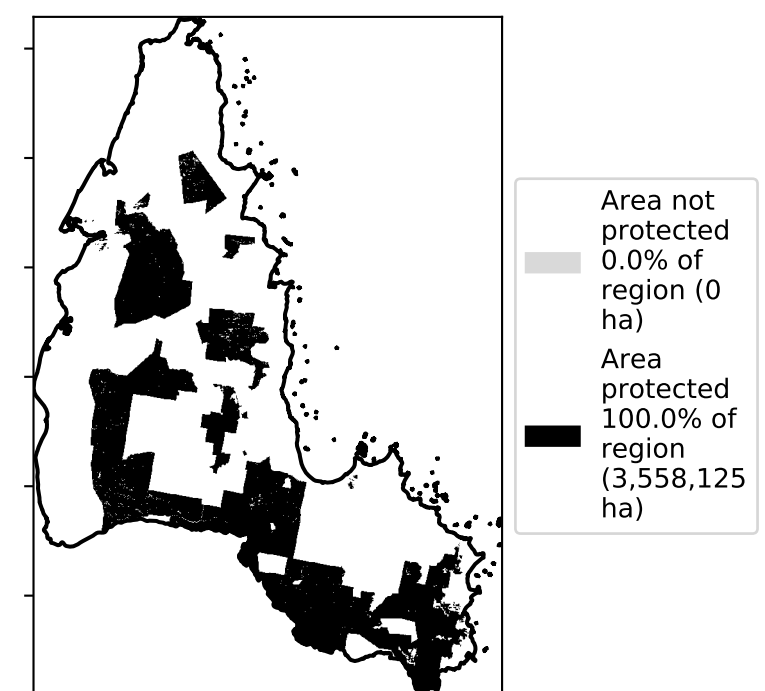 Area not
protected
0.0% of
region (0
ha)
Area
protected
100.0% of
region
(3,558,125
ha)